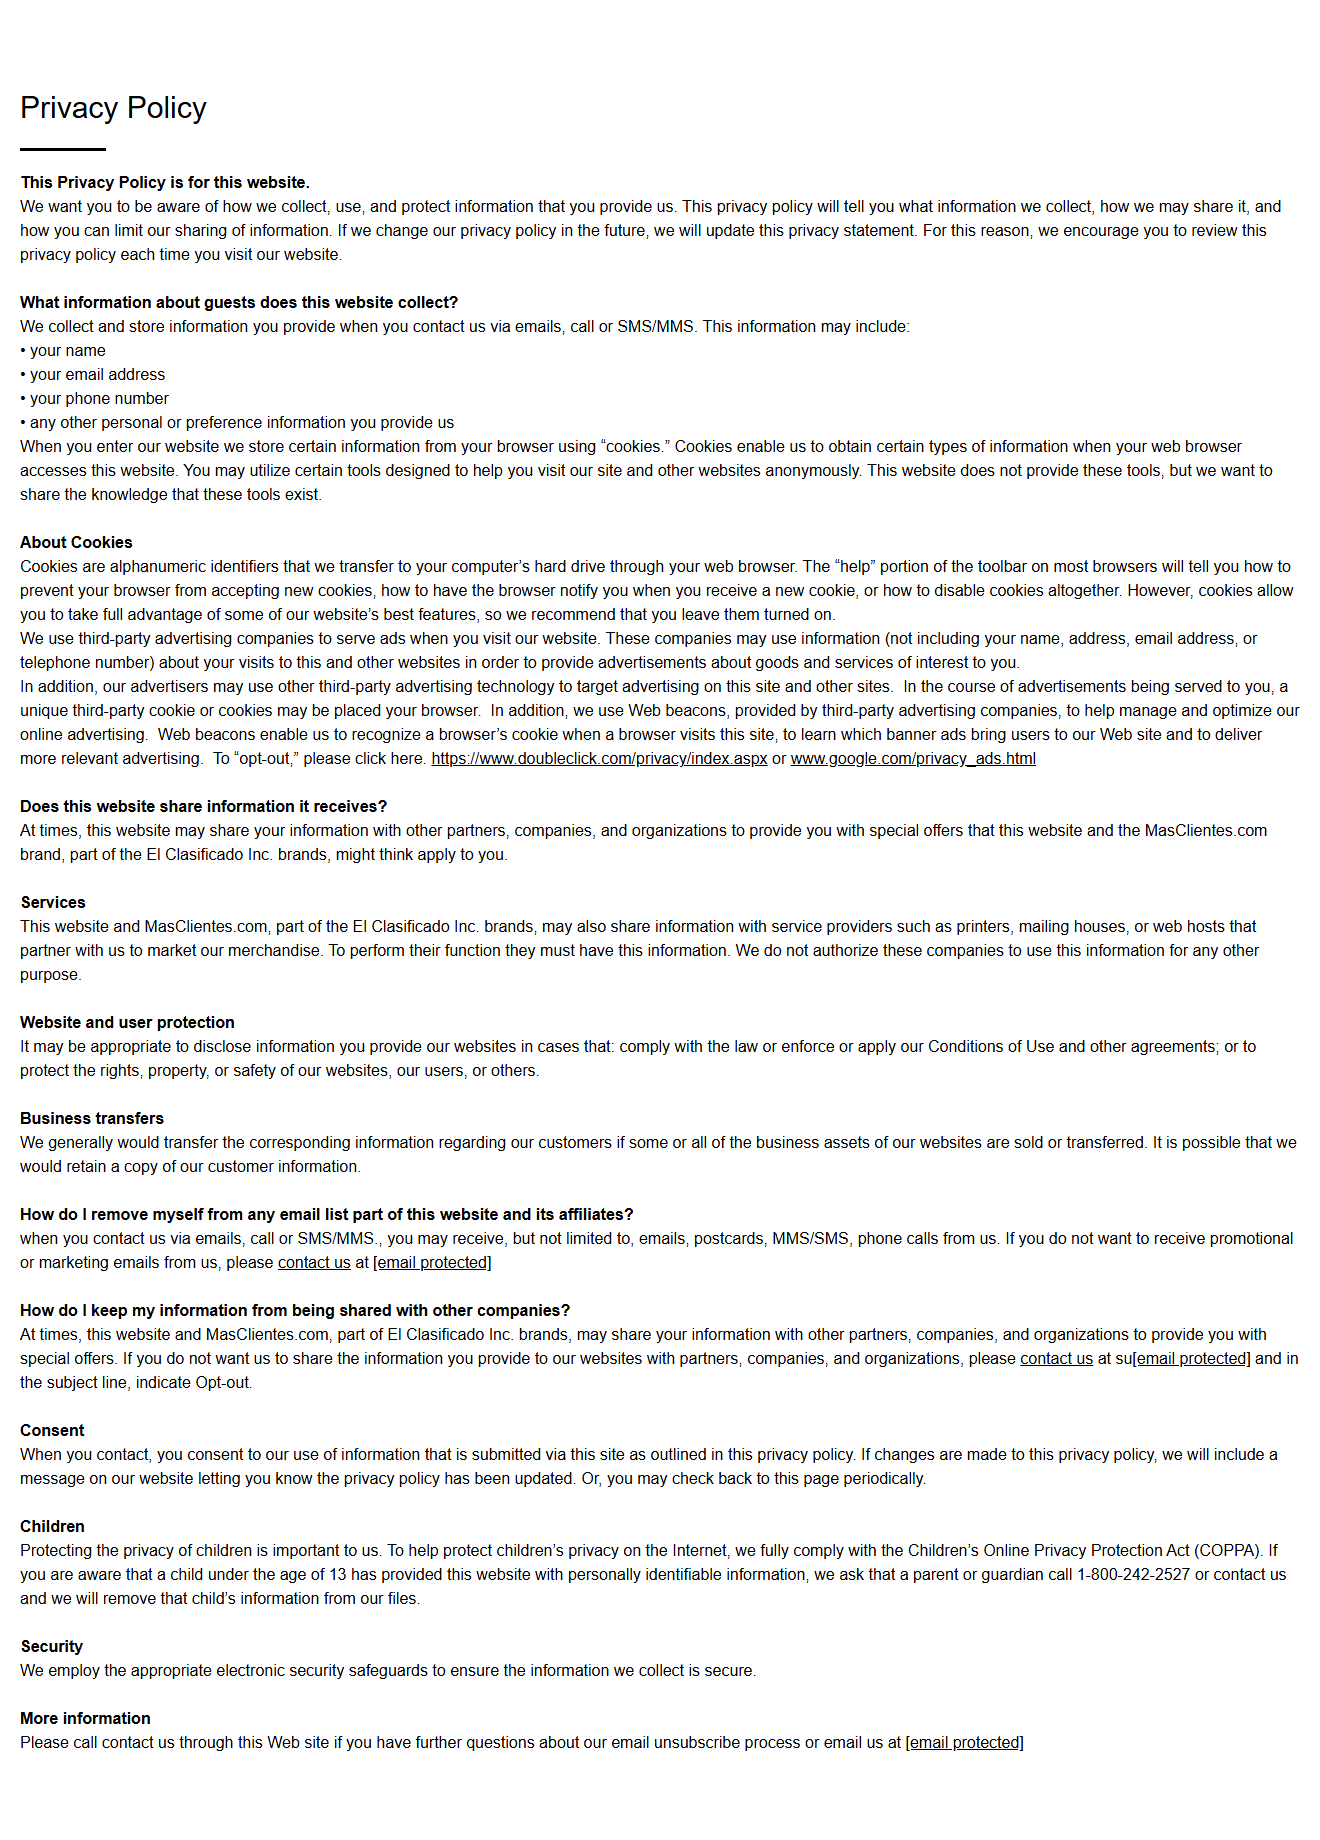 Privacy Policy
This Privacy Policy is for this website.
We want you to be aware of how we collect, use, and protect information that you provide us. This privacy policy will tell you what information we collect, how we may share it, and
how you can limit our sharing of information. If we change our privacy policy in the future, we will update this privacy statement. For this reason, we encourage you to review this
privacy policy each time you visit our website.
What information about guests does this website collect?
We collect and store information you provide when you contact us via emails, call or SMS/MMS. This information may include:
• your name
• your email address
• your phone number
• any other personal or preference information you provide us
When you enter our website we store certain information from your browser using “cookies.” Cookies enable us to obtain certain types of information when your web browser
accesses this website. You may utilize certain tools designed to help you visit our site and other websites anonymously. This website does not provide these tools, but we want to
share the knowledge that these tools exist.
About Cookies
Cookies are alphanumeric identifiers that we transfer to your computer’s hard drive through your web browser. The “help” portion of the toolbar on most browsers will tell you how to
prevent your browser from accepting new cookies, how to have the browser notify you when you receive a new cookie, or how to disable cookies altogether. However, cookies allow
you to take full advantage of some of our website’s best features, so we recommend that you leave them turned on.
We use third-party advertising companies to serve ads when you visit our website. These companies may use information (not including your name, address, email address, or
telephone number) about your visits to this and other websites in order to provide advertisements about goods and services of interest to you.
In addition, our advertisers may use other third-party advertising technology to target advertising on this site and other sites.  In the course of advertisements being served to you, a
unique third-party cookie or cookies may be placed your browser.  In addition, we use Web beacons, provided by third-party advertising companies, to help manage and optimize our
online advertising.  Web beacons enable us to recognize a browser’s cookie when a browser visits this site, to learn which banner ads bring users to our Web site and to deliver
more relevant advertising.  To “opt-out,” please click here. https://www.doubleclick.com/privacy/index.aspx or www.google.com/privacy_ads.html
Does this website share information it receives?
At times, this website may share your information with other partners, companies, and organizations to provide you with special offers that this website and the MasClientes.com
brand, part of the El Clasificado Inc. brands, might think apply to you.
Services
This website and MasClientes.com, part of the El Clasificado Inc. brands, may also share information with service providers such as printers, mailing houses, or web hosts that
partner with us to market our merchandise. To perform their function they must have this information. We do not authorize these companies to use this information for any other
purpose.
Website and user protection
It may be appropriate to disclose information you provide our websites in cases that: comply with the law or enforce or apply our Conditions of Use and other agreements; or to
protect the rights, property, or safety of our websites, our users, or others.
Business transfers
We generally would transfer the corresponding information regarding our customers if some or all of the business assets of our websites are sold or transferred. It is possible that we
would retain a copy of our customer information.
How do I remove myself from any email list part of this website and its affiliates?
when you contact us via emails, call or SMS/MMS., you may receive, but not limited to, emails, postcards, MMS/SMS, phone calls from us. If you do not want to receive promotional
or marketing emails from us, please contact us at [email protected]
How do I keep my information from being shared with other companies?
At times, this website and MasClientes.com, part of El Clasificado Inc. brands, may share your information with other partners, companies, and organizations to provide you with
special offers. If you do not want us to share the information you provide to our websites with partners, companies, and organizations, please contact us at su[email protected] and in
the subject line, indicate Opt-out.
Consent
When you contact, you consent to our use of information that is submitted via this site as outlined in this privacy policy. If changes are made to this privacy policy, we will include a
message on our website letting you know the privacy policy has been updated. Or, you may check back to this page periodically.
Children
Protecting the privacy of children is important to us. To help protect children’s privacy on the Internet, we fully comply with the Children’s Online Privacy Protection Act (COPPA). If
you are aware that a child under the age of 13 has provided this website with personally identifiable information, we ask that a parent or guardian call 1-800-242-2527 or contact us
and we will remove that child’s information from our files.
Security
We employ the appropriate electronic security safeguards to ensure the information we collect is secure.
More information
Please call contact us through this Web site if you have further questions about our email unsubscribe process or email us at [email protected]